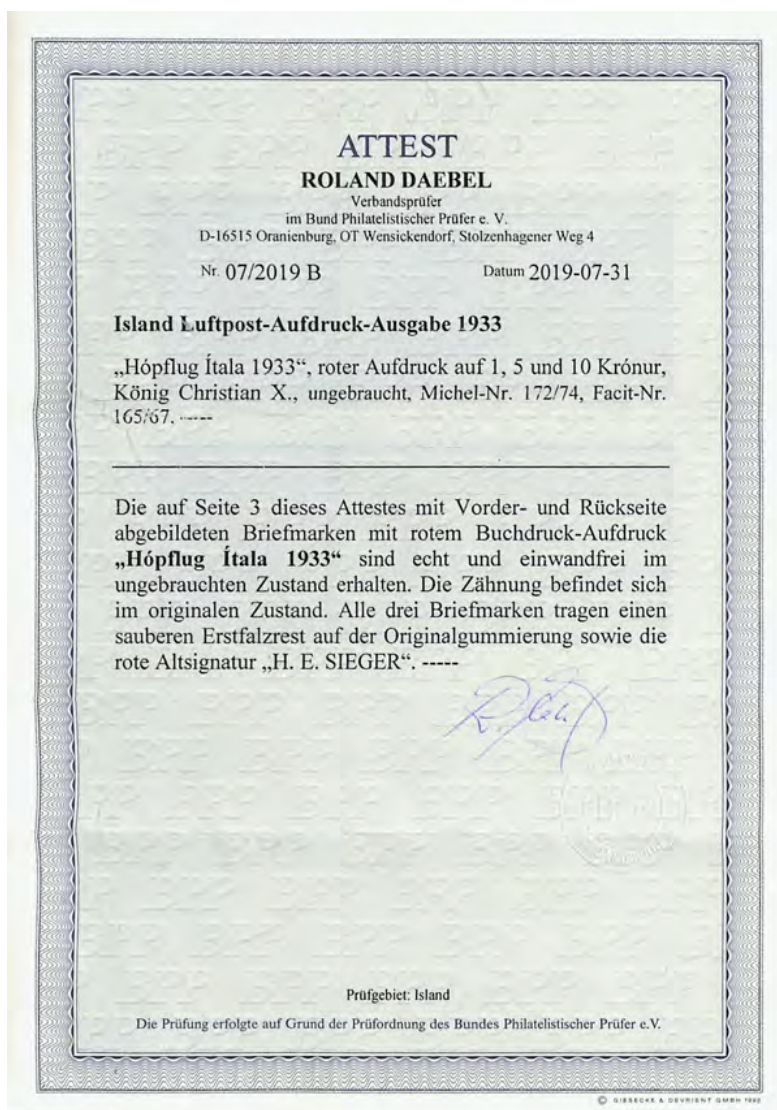 ATTEST
ROLAND DAEBEL
Verbandsprüfer
im Bund Philatelistischer Prüfer e. V.
D-16515 Oranienburg, OT Wensickendorf, Stolzenhagener Weg 4
Nr. 07/2019 B Datum 2019-07-31
Island Luftpost-Aufdruck-Ausgabe 1933
„Hópflug Ítala 1933“, roter Aufdruck auf 1, 5 und 10 Krónur,
König Christian X., ungebraucht, Michel-Nr. 172/74, Facit-Nr.
165/67. -----
Die auf Seite 3 dieses Attestes mit Vorder- und Rückseite
abgebildeten Briefmarken mit rotem Buchdruck-Aufdruck
„Hópflug Ítala 1933“ sind echt und einwandfrei im
ungebrauchten Zustand erhalten. Die Zähnung befindet sich
im originalen Zustand. Alle drei Briefmarken tragen einen
sauberen Erstfalzrest auf der Originalgummierung sowie die
rote Altsignatur „H. E. SIEGER“. -----
Prüfgebiet: Island
Die Prüfung erfolgte auf Grund der Prüfordnung des Bundes Philatelistischer Prüfer e.V.
© GIESECKE & DEVRIENT GMBH